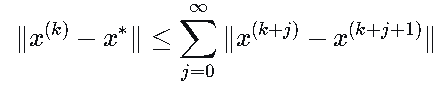 ‖x^{(k)} − x^*‖ ≤ ∑_{j=0}^{∞} ‖x^{(k+j)} − x^{(k+j+1)}‖